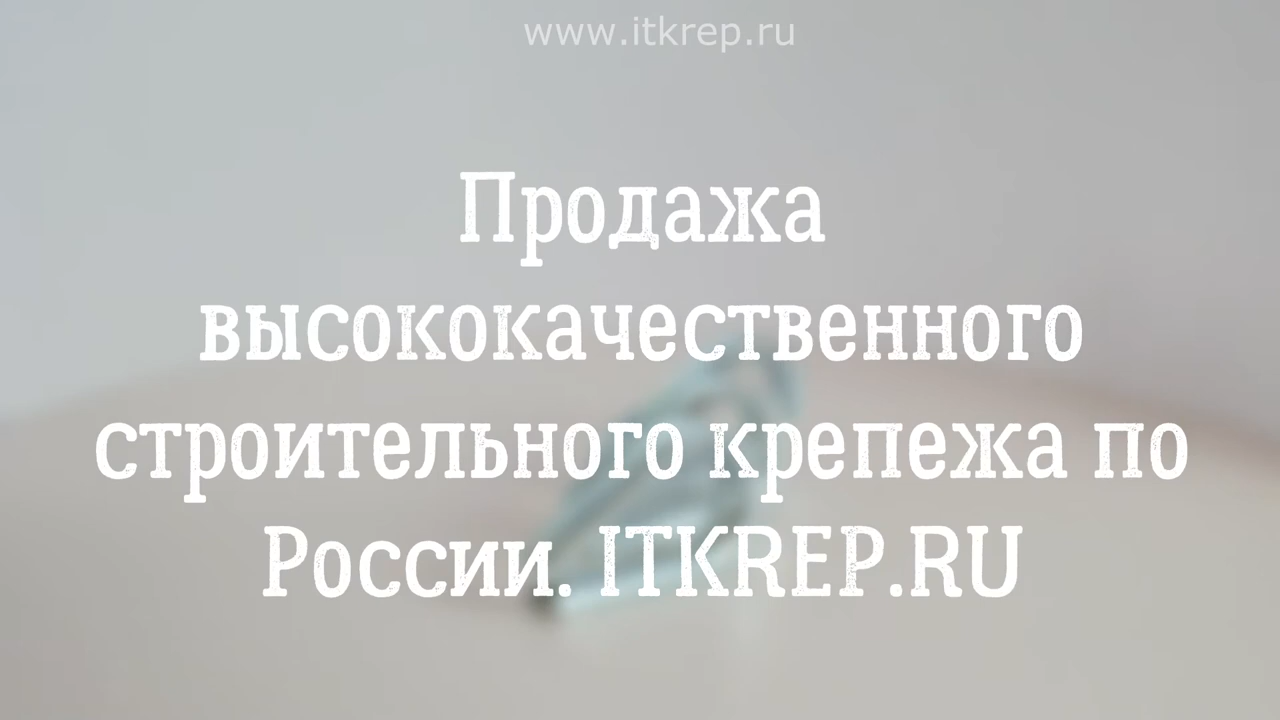 www.itkrep.ru
Продажа
высококачественного
строительного крепежа по
России. ITKREP.RU